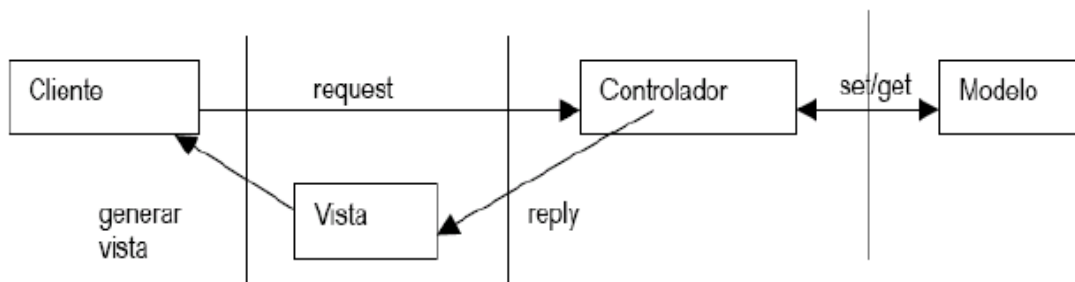 Cliente
request
Controlador
set/get
Modelo
generar
vista
Vista
reply